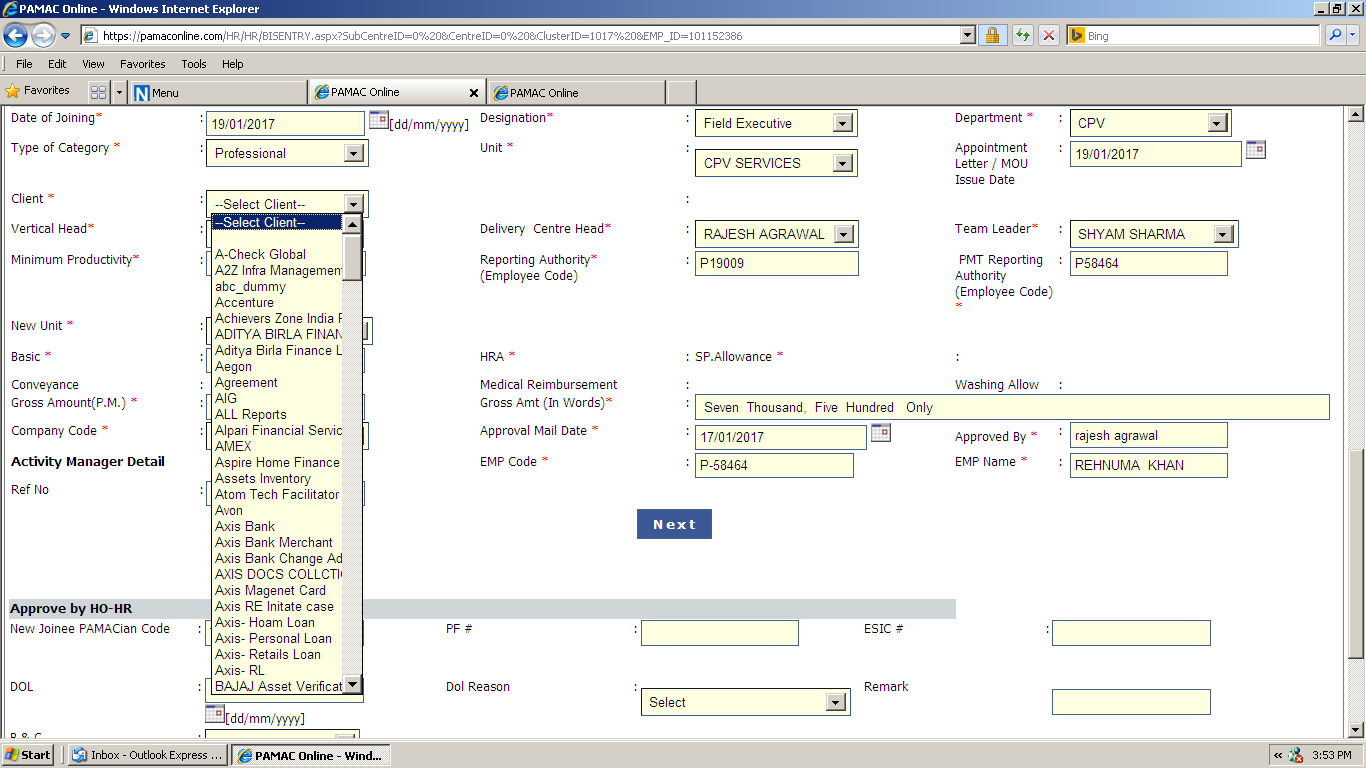 PAMAC Online - Windows Internet Explorer
https://pamaconline.com/HR/HR/BISENTRY.aspx?SubCentreID=0%20&CentreID=0%20&ClusterID=1017%20&EMP_ID=101152386
Bing
File Edit View Favorites Tools Help
Favorites
Menu
PAMAC Online
PAMAC Online
Date of Joining* : 19/01/2017 [dd/mm/yyyy] Designation* : Field Executive Department * : CPV
Type of Category * : Professional Unit * : CPV SERVICES Appointment Letter / MOU Issue Date : 19/01/2017
Client * : --Select Client-- :
Vertical Head* : Delivery Centre Head* : RAJESH AGRAWAL Team Leader* : SHYAM SHARMA
Minimum Productivity* : Reporting Authority* (Employee Code) : P19009 PMT Reporting Authority (Employee Code) * : P58464
New Unit * :
Basic * : HRA * : SP.Allowance * :
Conveyance : Medical Reimbursement : Washing Allow :
Gross Amount(P.M.) * : Gross Amt (In Words)* : Seven Thousand, Five Hundred Only
Company Code * : Approval Mail Date * : 17/01/2017 Approved By * : rajesh agrawal
Activity Manager Detail : EMP Code * : P-58464 EMP Name * : REHNUMA KHAN
Ref No :
--Select Client--
A-Check Global
A2Z Infra Management
abc_dummy
Accenture
Achievers Zone India
ADITYA BIRLA FINAN
Aditya Birla Finance L
Aegon
Agreement
AIG
ALL Reports
Alpari Financial Servic
AMEX
Aspire Home Finance
Assets Inventory
Atom Tech Facilitator
Avon
Axis Bank
Axis Bank Merchant
Axis Bank Change Ad
AXIS DOCS COLLCTI
Axis Magenet Card
Axis RE Initate case
Axis- Hoam Loan
Axis- Personal Loan
Axis- Retails Loan
Axis- RL
BAJAJ Asset Verificat
Next
Approve by HO-HR
New Joinee PAMACian Code : PF # : ESIC # :
DOL : Dol Reason : Select Remark
[dd/mm/yyyy]
Start Inbox - Outlook Express ... PAMAC Online - Wind... 3:53 PM